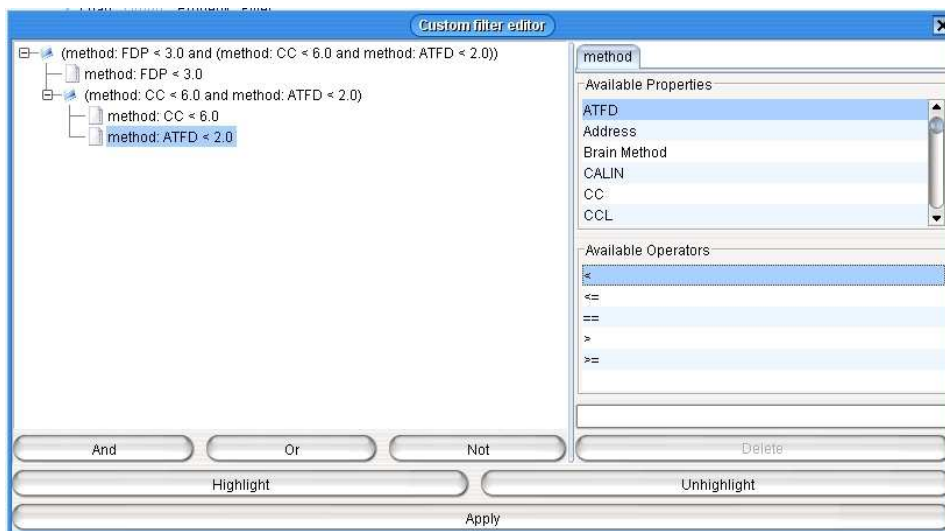 Custom filter editor
(method: FDP < 3.0 and (method: CC < 6.0 and method: ATFD < 2.0))
method: FDP < 3.0
(method: CC < 6.0 and method: ATFD < 2.0)
method: CC < 6.0
method: ATFD < 2.0
method
Available Properties
ATFD
Address
Brain Method
CALIN
CC
CCL
Available Operators
<
<=
==
>
>=
And
Or
Not
Delete
Highlight
Unhighlight
Apply